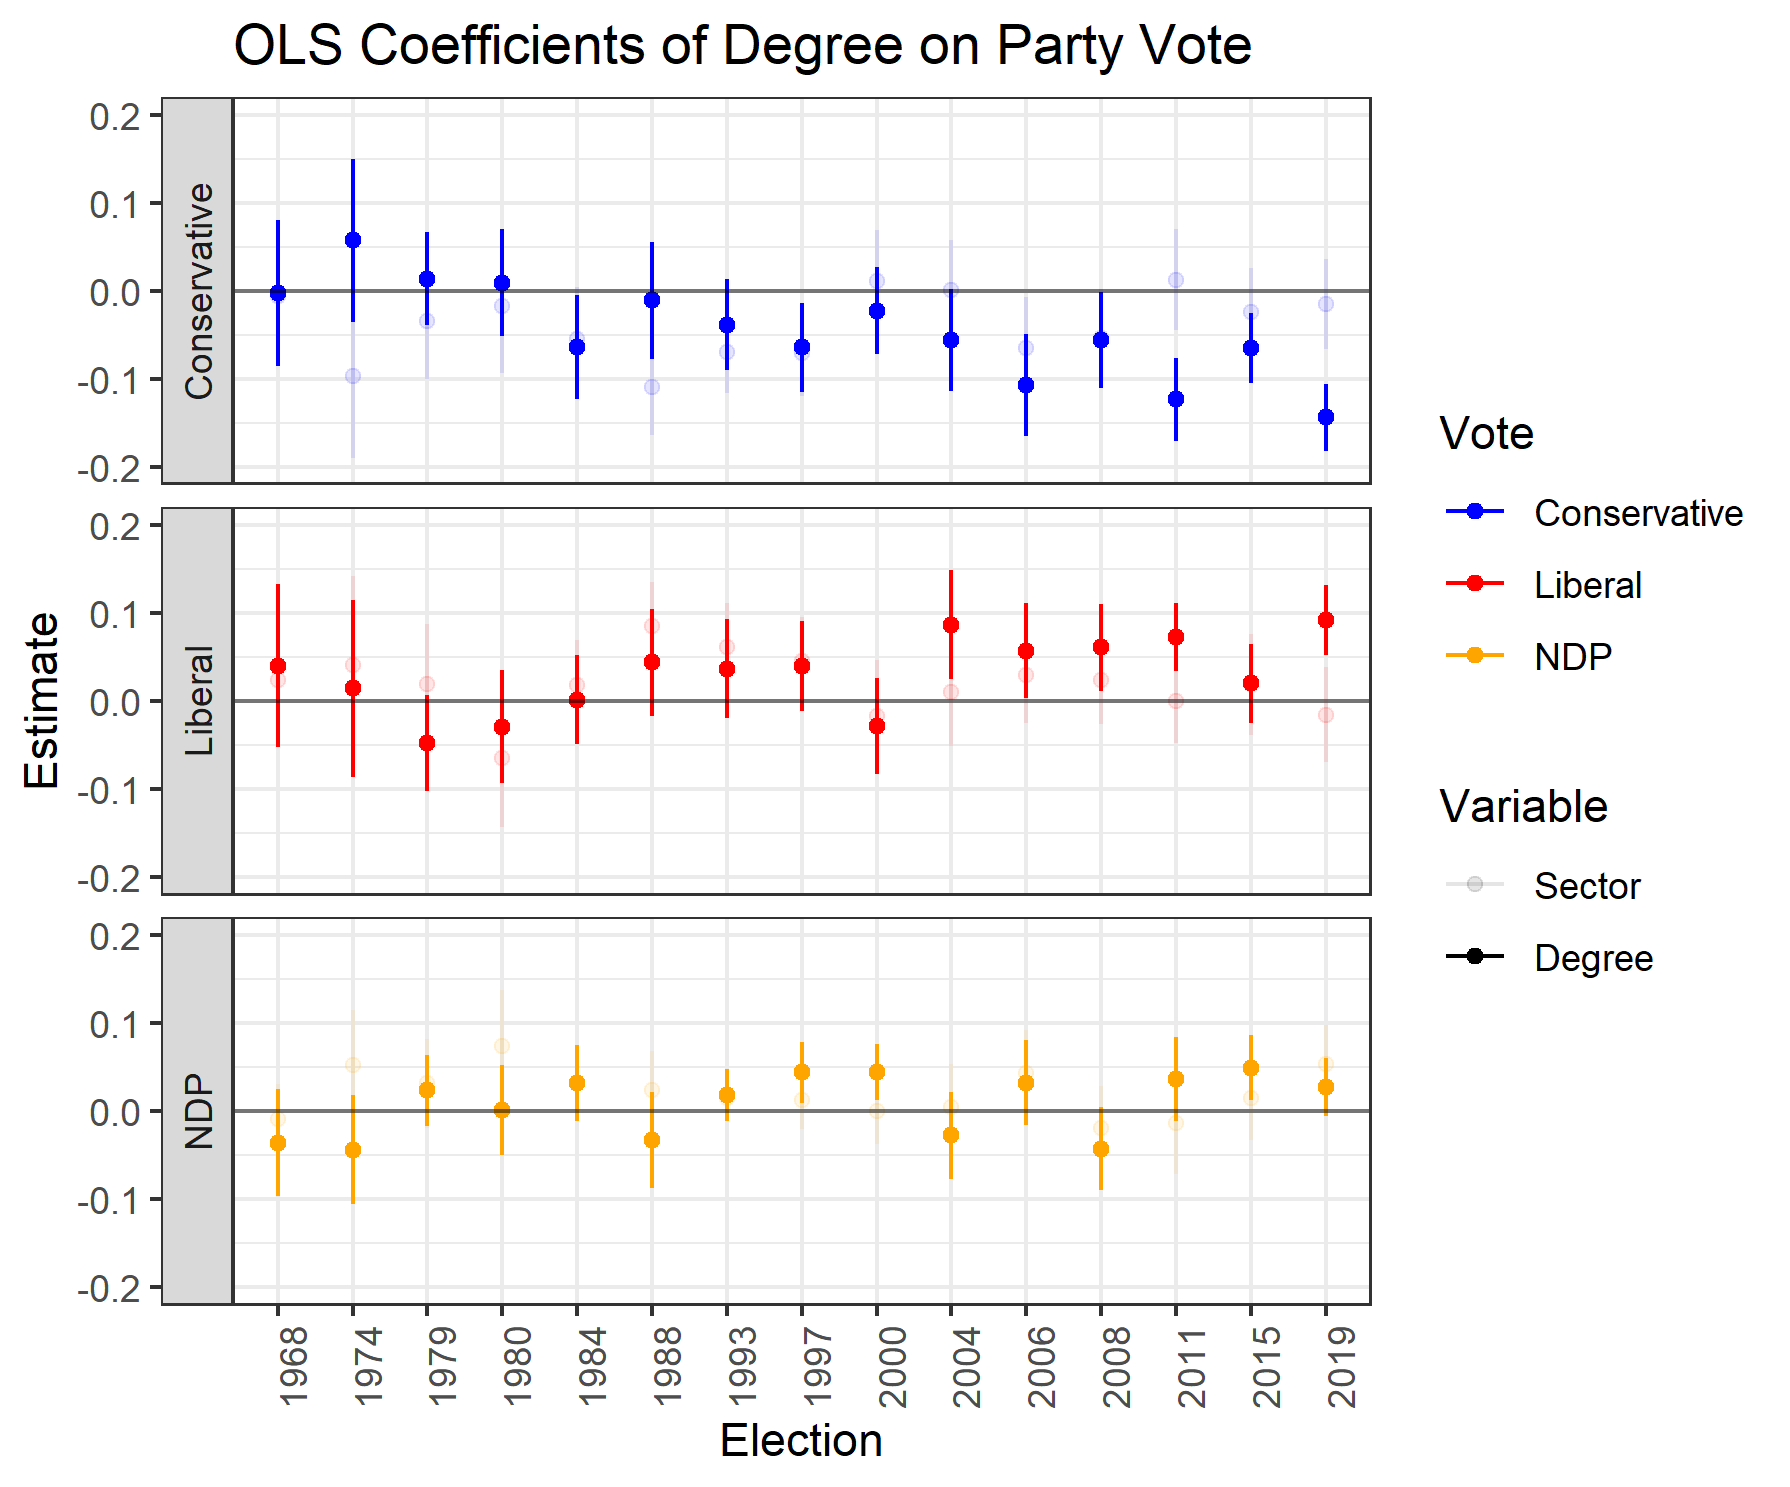 OLS Coefficients of Degree on Party Vote
Estimate
Conservative
0.2
0.1
0.0
-0.1
-0.2
Liberal
0.2
0.1
0.0
-0.1
-0.2
NDP
0.2
0.1
0.0
-0.1
-0.2
1968 1974 1979 1980 1984 1988 1993 1997 2000 2004 2006 2008 2011 2015 2019
Election
Vote
Conservative
Liberal
NDP
Variable
Sector
Degree